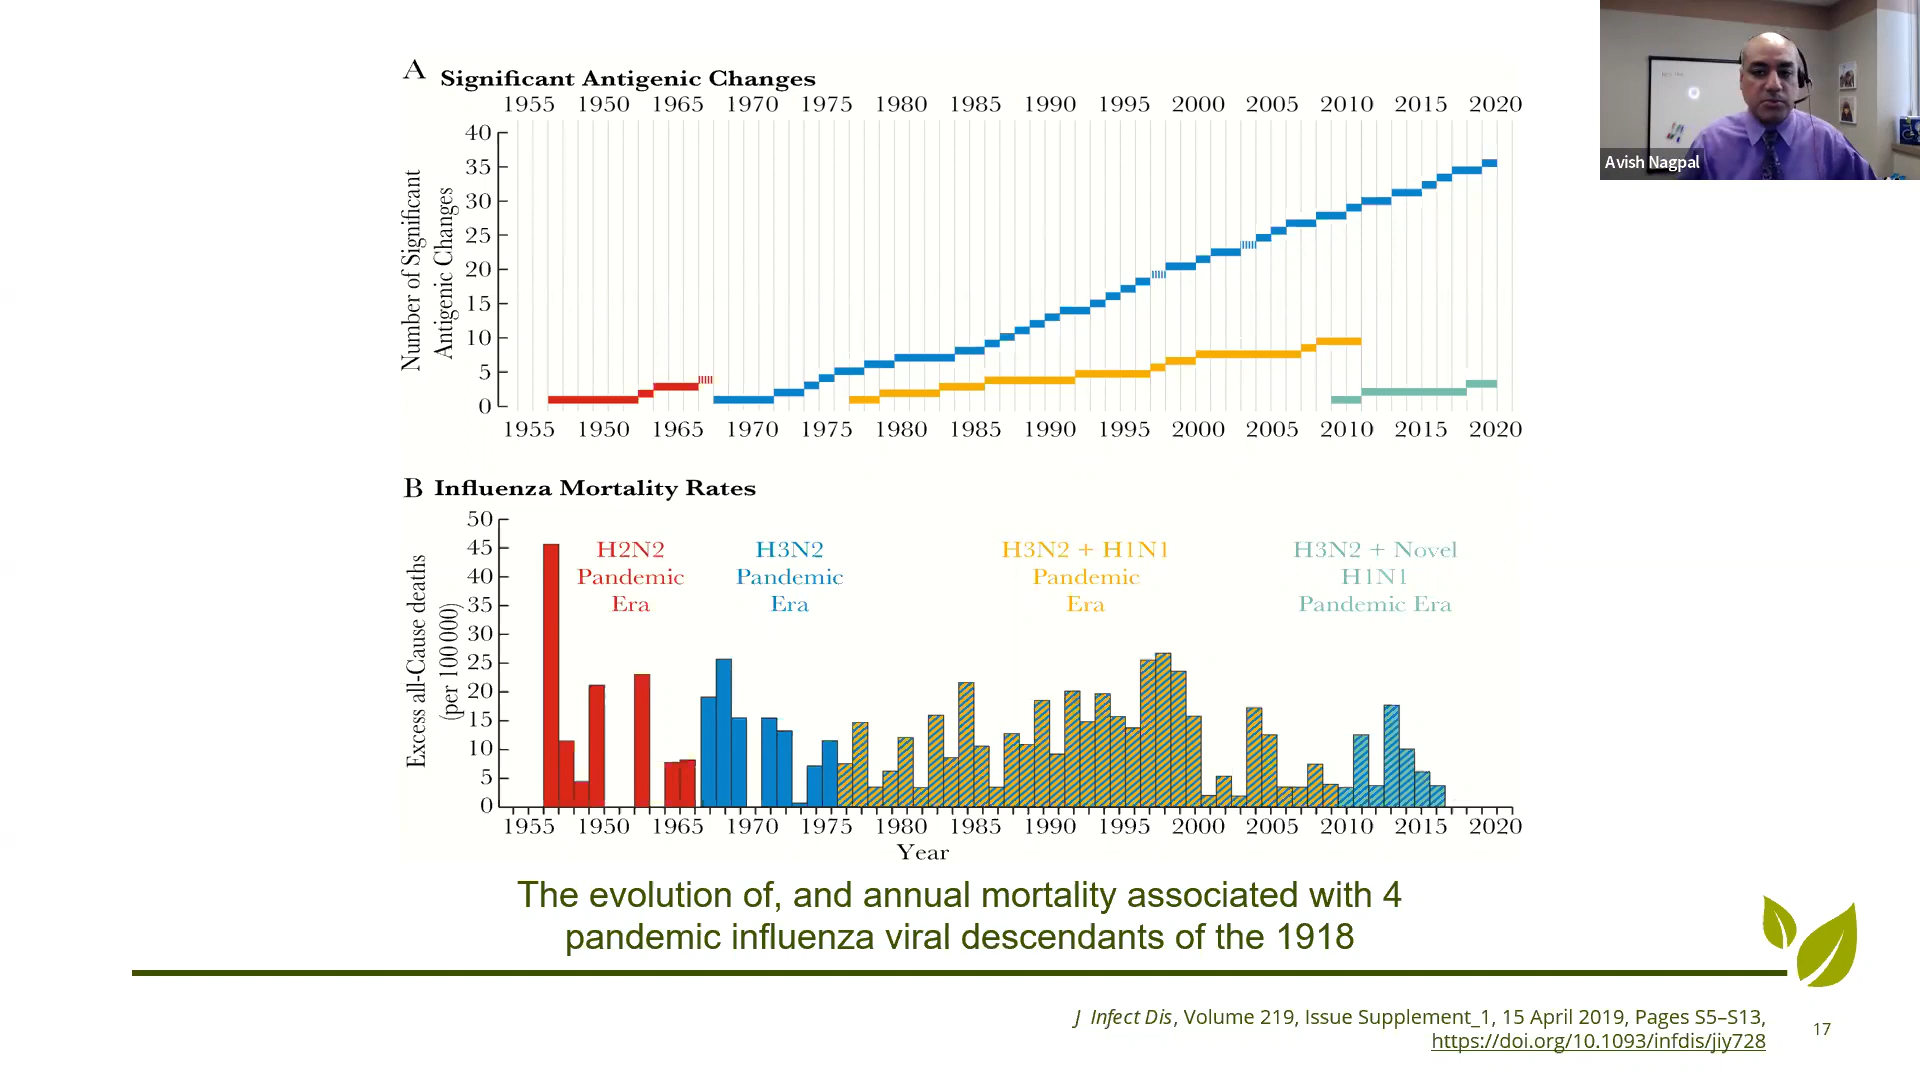 A Significant Antigenic Changes
1955 1950 1965 1970 1975 1980 1985 1990 1995 2000 2005 2010 2015 2020
Number of Significant
Antigenic Changes
40
35
30
25
20
15
10
5
0
1955 1950 1965 1970 1975 1980 1985 1990 1995 2000 2005 2010 2015 2020
B Influenza Mortality Rates
Excess all-Cause deaths
(per 100 000)
50
45
40
35
30
25
20
15
10
5
0
H2N2
Pandemic
Era
H3N2
Pandemic
Era
H3N2 + H1N1
Pandemic
Era
H3N2 + Novel
H1N1
Pandemic Era
1955 1950 1965 1970 1975 1980 1985 1990 1995 2000 2005 2010 2015 2020
Year
The evolution of, and annual mortality associated with 4
pandemic influenza viral descendants of the 1918
J Infect Dis, Volume 219, Issue Supplement_1, 15 April 2019, Pages S5–S13,
https://doi.org/10.1093/infdis/jiy728
17
Avish Nagpal